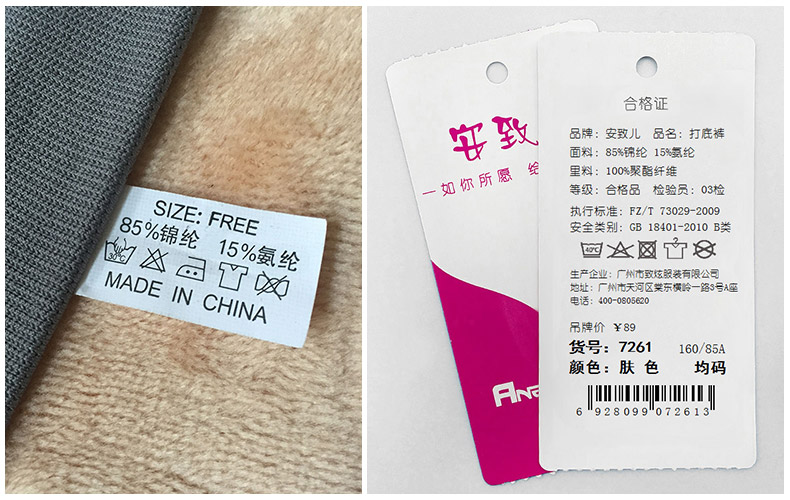 SIZE: FREE
85%锦纶 15%氨纶
30°C
MADE IN CHINA
安致
一如你所愿 给
合格证
品牌: 安致儿 品名: 打底裤
面料: 85%锦纶 15%氨纶
里料: 100%聚酯纤维
等级: 合格品 检验员: 03检
执行标准: FZ/T 73029-2009
安全类别: GB 18401-2010 B类
40℃
生产企业: 广州市致炫服装有限公司
地址: 广州市天河区棠东横岭一路3号A座
电话: 400-0805620
吊牌价 ¥89
货号: 7261 160/85A
颜色: 肤 色 均码
6 928099 072613